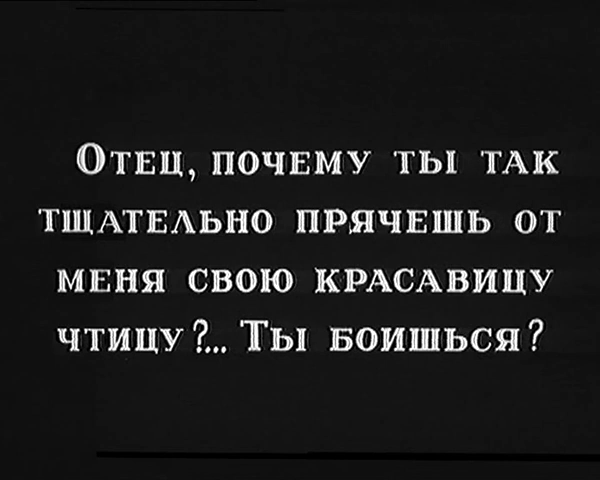 Отец, почему ты так
тщательно прячешь от
меня свою красавицу
чтицу?... Ты боишься?